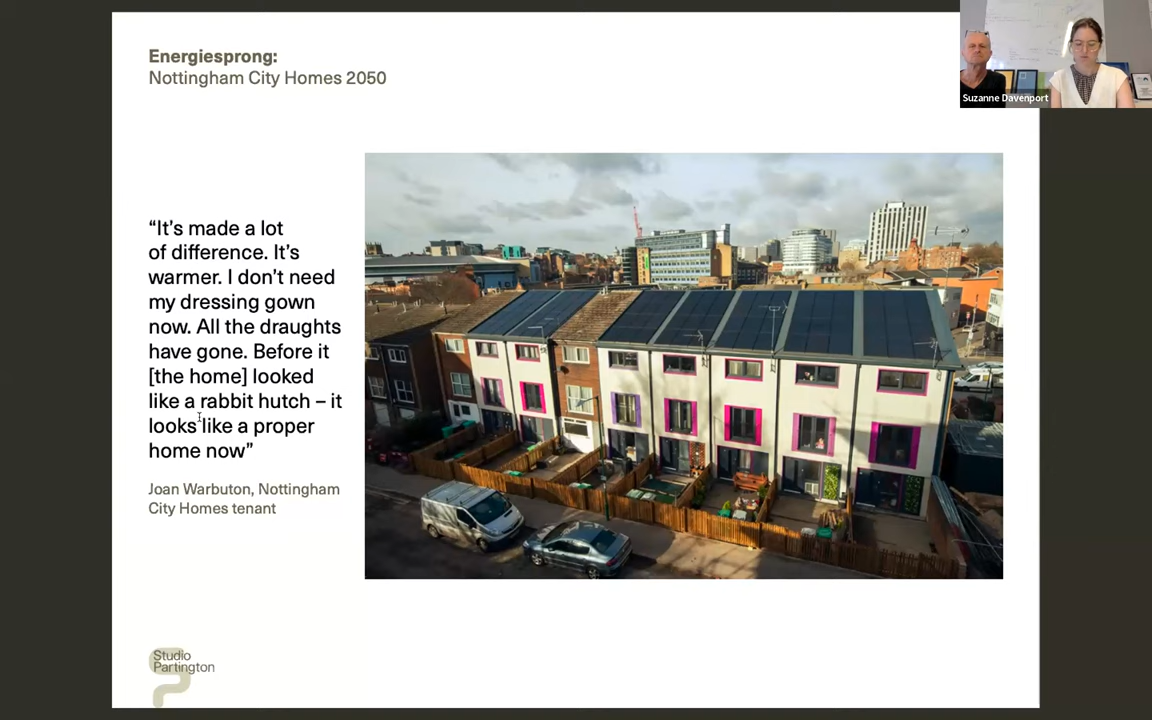 Energiesprong:
Nottingham City Homes 2050
Suzanne Davenport
“It’s made a lot
of difference. It’s
warmer. I don’t need
my dressing gown
now. All the draughts
have gone. Before it
[the home] looked
like a rabbit hutch – it
looks like a proper
home now”
Joan Warbuton, Nottingham
City Homes tenant
Studio
Partington